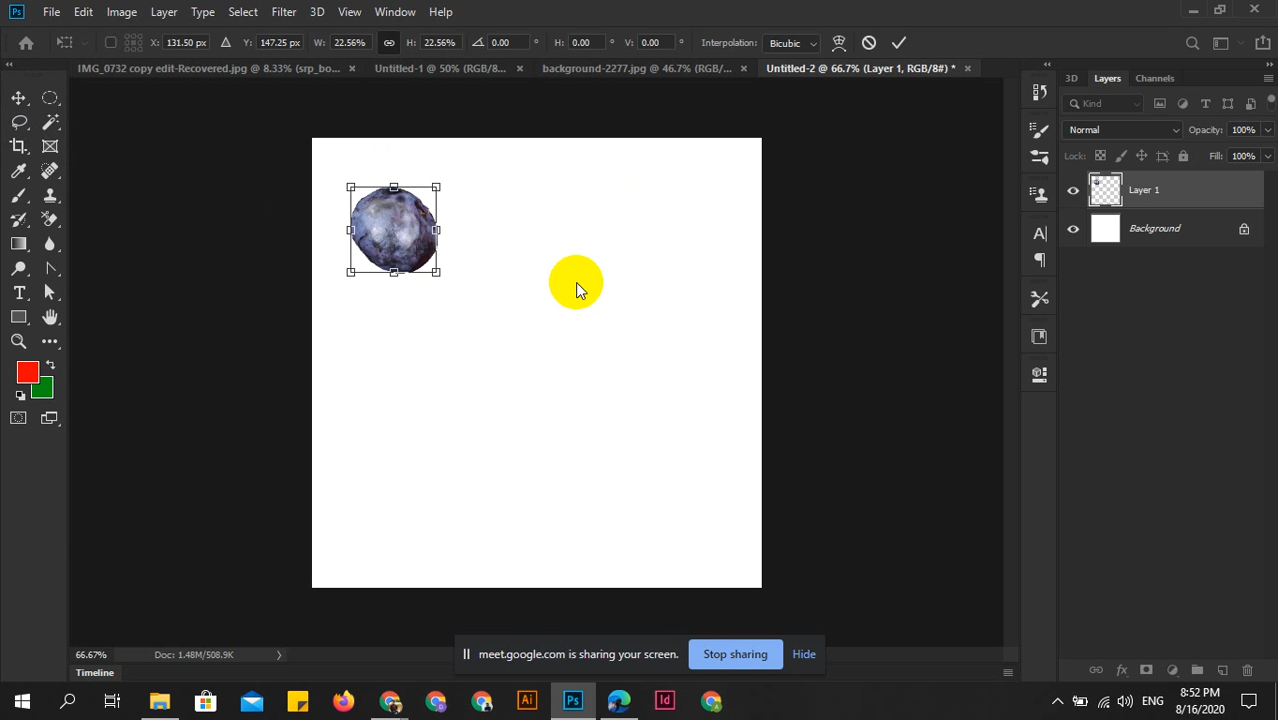 Ps File Edit Image Layer Type Select Filter 3D View Window Help
X: 131.50 px Y: 147.25 px W: 22.56% H: 22.56% 0.00 ° H: 0.00 ° V: 0.00 ° Interpolation: Bicubic
IMG_0732 copy edit-Recovered.jpg @ 8.33% (srp_bo... × Untitled-1 @ 50% (RGB/8... × background-2277.jpg @ 46.7% (RGB/... × Untitled-2 @ 66.7% (Layer 1, RGB/8#) * ×
3D Layers Channels
Kind
Normal Opacity: 100%
Lock: Fill: 100%
Layer 1
Background
66.67% Doc: 1.48M/508.9K
meet.google.com is sharing your screen. Stop sharing Hide
Timeline
Ai Ps Id
ENG 8:52 PM
8/16/2020